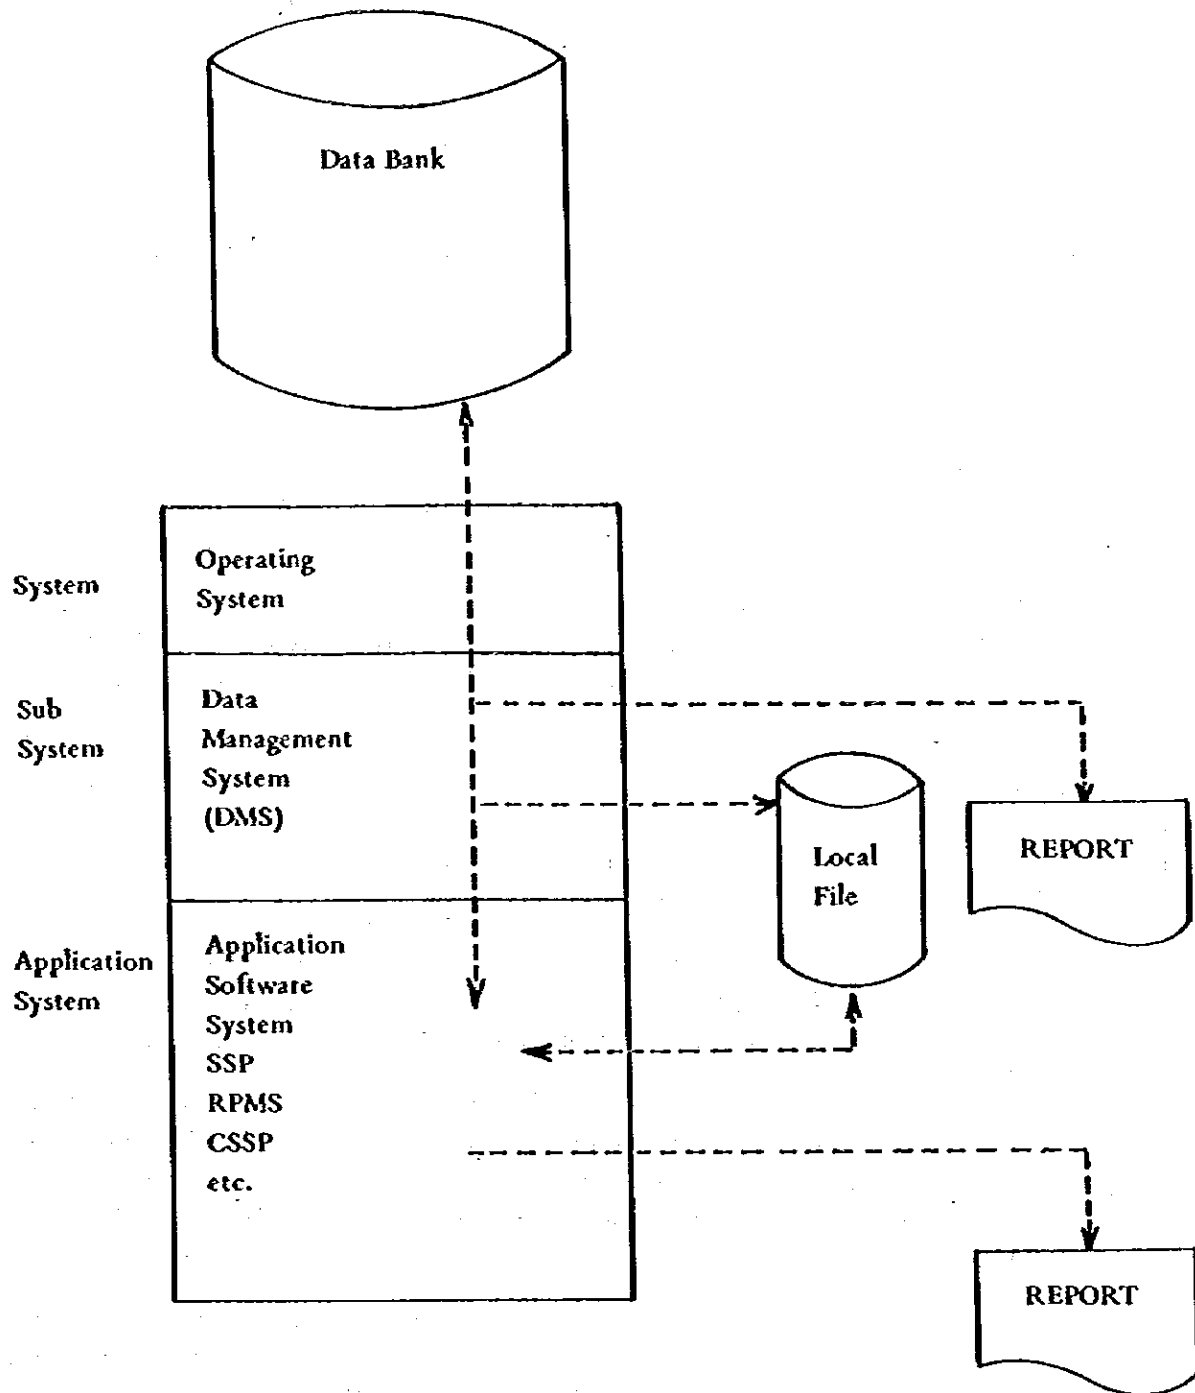 Data Bank
System
Operating
System
Sub
System
Data
Management
System
(DMS)
Local
File
REPORT
Application
System
Application
Software
System
SSP
RPMS
CSSP
etc.
REPORT